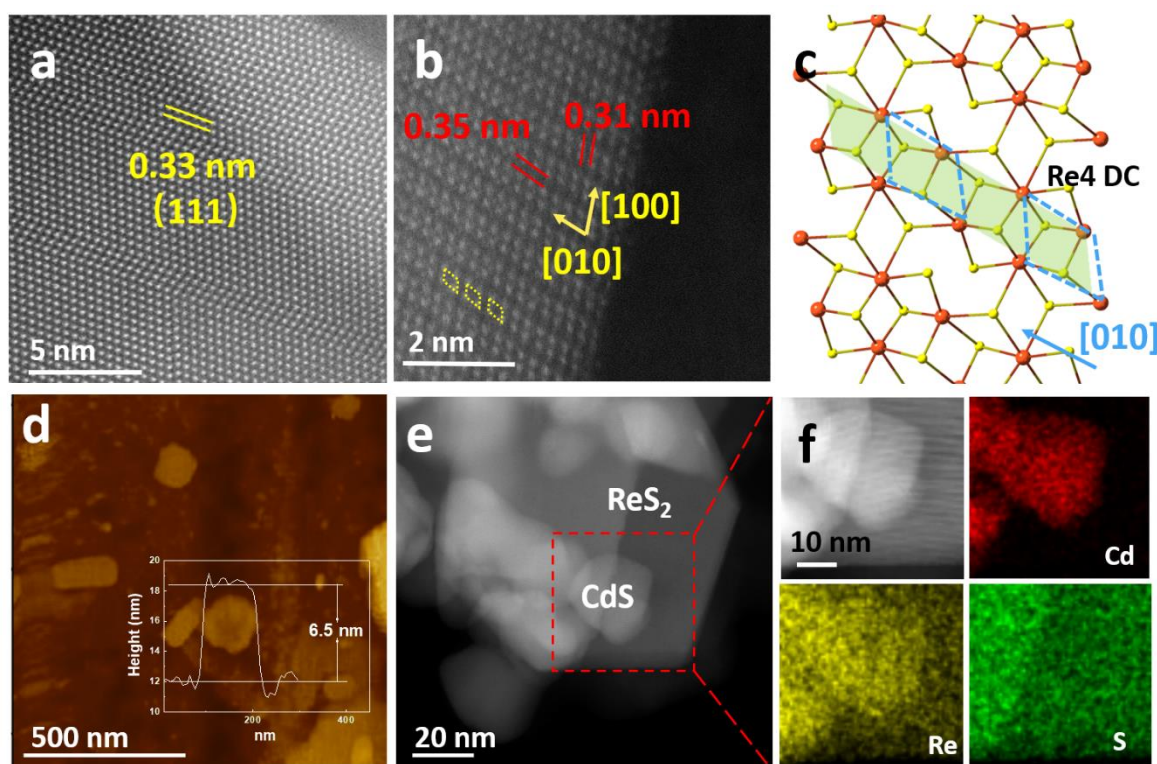 a
0.33 nm
(111)
5 nm
b
0.35 nm
0.31 nm
[100]
[010]
2 nm
c
Re4 DC
[010]
d
20
18
16
14
12
10
Height (nm)
6.5 nm
200
400
nm
500 nm
e
ReS₂
CdS
20 nm
f
10 nm
Cd
Re
S